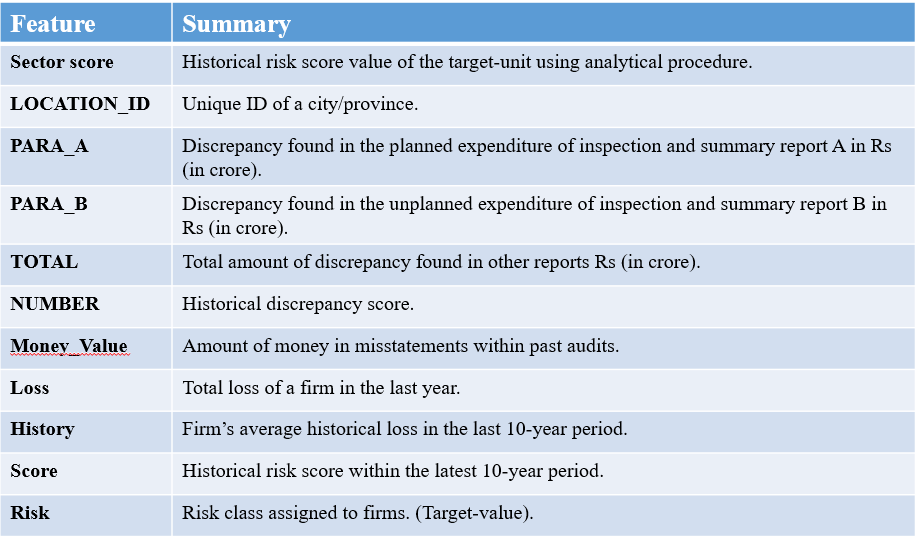 Feature Summary
Sector score Historical risk score value of the target-unit using analytical procedure.
LOCATION_ID Unique ID of a city/province.
PARA_A Discrepancy found in the planned expenditure of inspection and summary report A in Rs
(in crore).
PARA_B Discrepancy found in the unplanned expenditure of inspection and summary report B in
Rs (in crore).
TOTAL Total amount of discrepancy found in other reports Rs (in crore).
NUMBER Historical discrepancy score.
Money_Value Amount of money in misstatements within past audits.
Loss Total loss of a firm in the last year.
History Firm’s average historical loss in the last 10-year period.
Score Historical risk score within the latest 10-year period.
Risk Risk class assigned to firms. (Target-value).